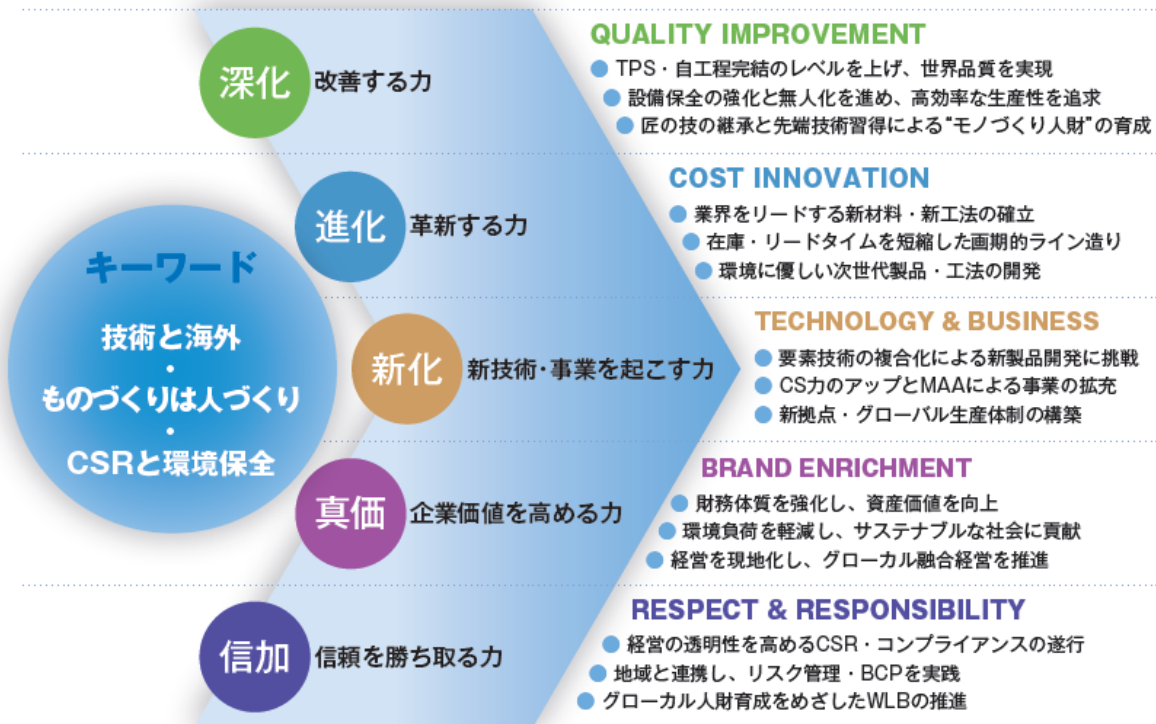 キーワード
技術と海外
・
ものづくりは人づくり
・
CSRと環境保全
深化 改善する力
QUALITY IMPROVEMENT
● TPS・自工程完結のレベルを上げ、世界品質を実現
● 設備保全の強化と無人化を進め、高効率な生産性を追求
● 匠の技の継承と先端技術習得による“モノづくり人財”の育成
進化 革新する力
COST INNOVATION
● 業界をリードする新材料・新工法の確立
● 在庫・リードタイムを短縮した画期的ライン造り
● 環境に優しい次世代製品・工法の開発
新化 新技術・事業を起こす力
TECHNOLOGY & BUSINESS
● 要素技術の複合化による新製品開発に挑戦
● CS力のアップとMAAによる事業の拡充
● 新拠点・グローバル生産体制の構築
真価 企業価値を高める力
BRAND ENRICHMENT
● 財務体質を強化し、資産価値を向上
● 環境負荷を軽減し、サステナブルな社会に貢献
● 経営を現地化し、グローカル融合経営を推進
信加 信頼を勝ち取る力
RESPECT & RESPONSIBILITY
● 経営の透明性を高めるCSR・コンプライアンスの遂行
● 地域と連携し、リスク管理・BCPを実践
● グローカル人財育成をめざしたWLBの推進